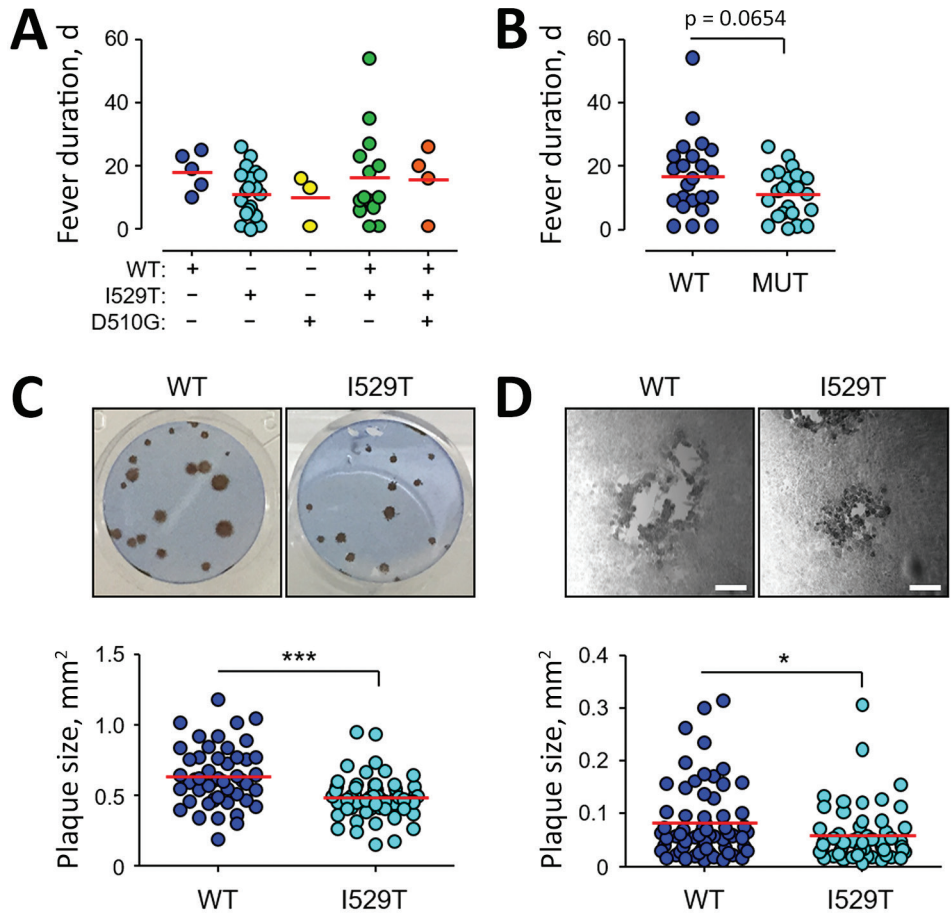 A
Fever duration, d
60
40
20
0
WT: + – – + +
I529T: – + – + +
D510G: – – + – +
B
p = 0.0654
Fever duration, d
60
40
20
0
WT MUT
C
WT I529T
Plaque size, mm²
1.5
1.0
0.5
0
***
WT I529T
D
WT I529T
Plaque size, mm²
0.4
0.3
0.2
0.1
0
*
WT I529T